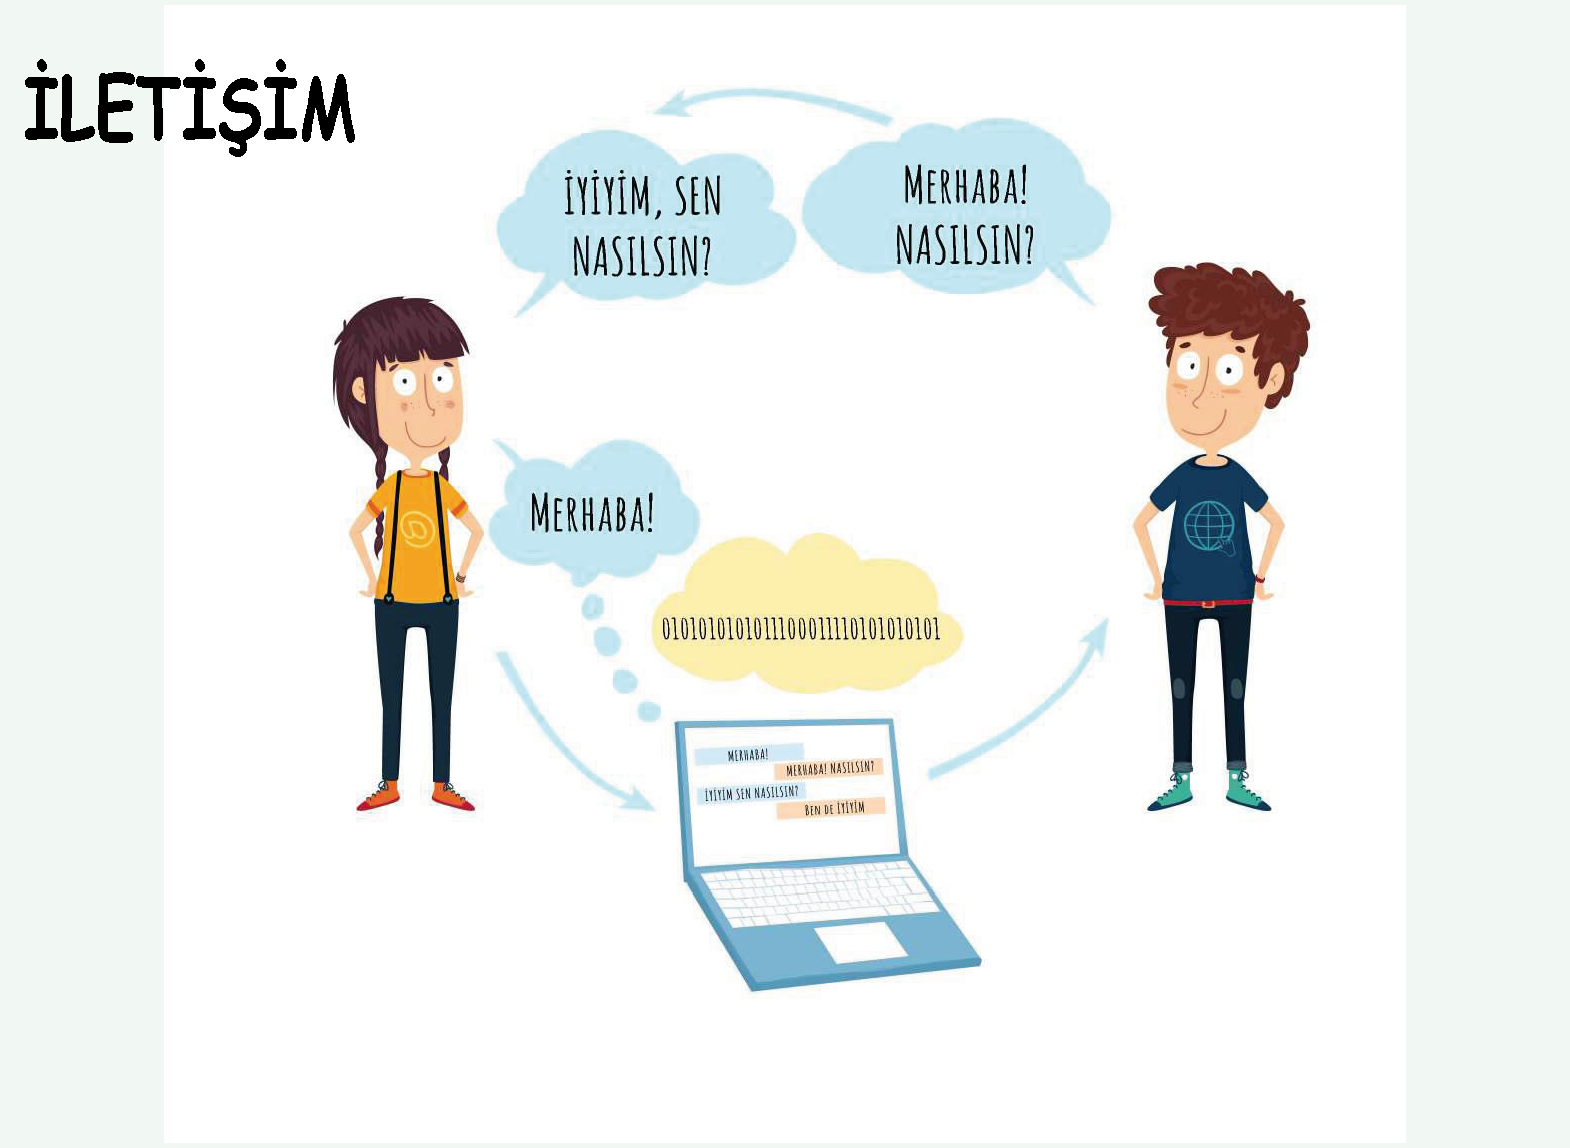 İLETİŞİM
İYİYİM, SEN
NASILSIN?
MERHABA!
NASILSIN?
MERHABA!
0101010101011100011110101010101
MERHABA!
MERHABA! NASILSIN?
İYİYİM SEN NASILSIN?
BEN DE İYİYİM